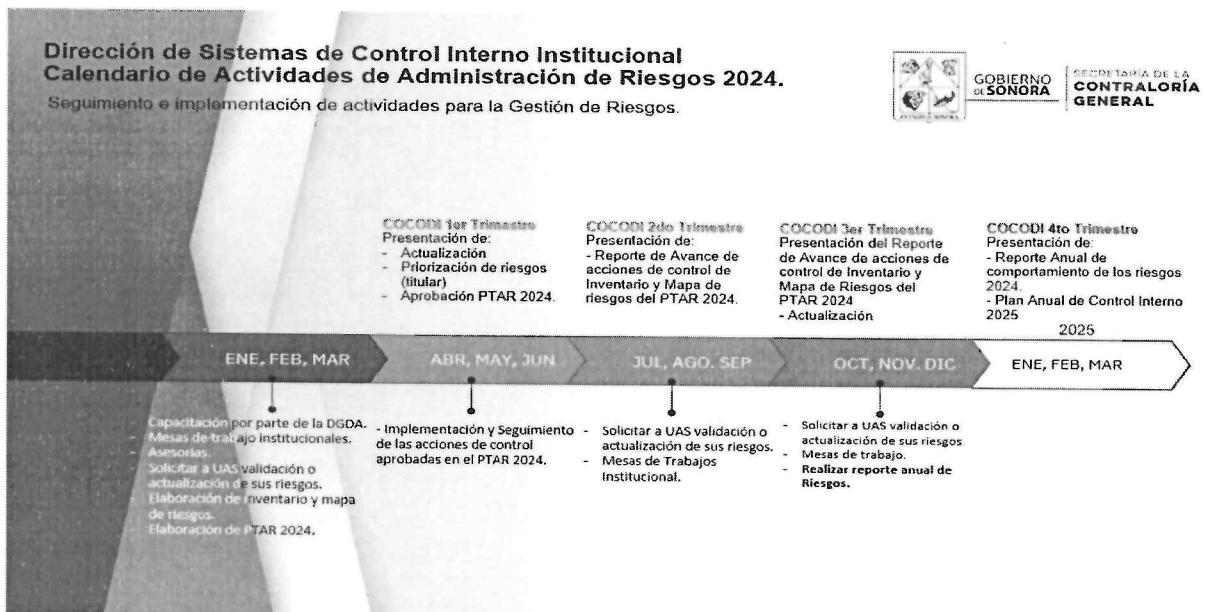 Dirección de Sistemas de Control Interno Institucional
Calendario de Actividades de Administración de Riesgos 2024.
Seguimiento e implementación de actividades para la Gestión de Riesgos.
GOBIERNO
DE SONORA
SECRETARÍA DE LA
CONTRALORÍA
GENERAL
COCODI 1er Trimestre
Presentación de:
- Actualización
- Priorización de riesgos
(titular)
- Aprobación PTAR 2024.
COCODI 2do Trimestre
Presentación de:
- Reporte de Avance de
acciones de control de
Inventario y Mapa de
riesgos del PTAR 2024.
COCODI 3er Trimestre
Presentación del Reporte
de Avance de acciones de
control de Inventario y
Mapa de Riesgos del
PTAR 2024
- Actualización
COCODI 4to Trimestre
Presentación de:
- Reporte Anual de
comportamiento de los riesgos
2024.
- Plan Anual de Control Interno
2025
2025
ENE, FEB, MAR
ABR, MAY, JUN
JUL, AGO. SEP
OCT, NOV. DIC
ENE, FEB, MAR
- Capacitación por parte de la DGDA.
- Mesas de trabajo institucionales.
- Asesorias.
- Solicitar a UAS validación o
actualización de sus riesgos.
- Elaboración de inventario y mapa
de riesgos.
- Elaboración de PTAR 2024.
- Implementación y Seguimiento
de las acciones de control
aprobadas en el PTAR 2024.
- Solicitar a UAS validación o
actualización de sus riesgos.
- Mesas de Trabajos
Institucional.
- Solicitar a UAS validación o
actualización de sus riesgos
- Mesas de trabajo.
- Realizar reporte anual de
Riesgos.